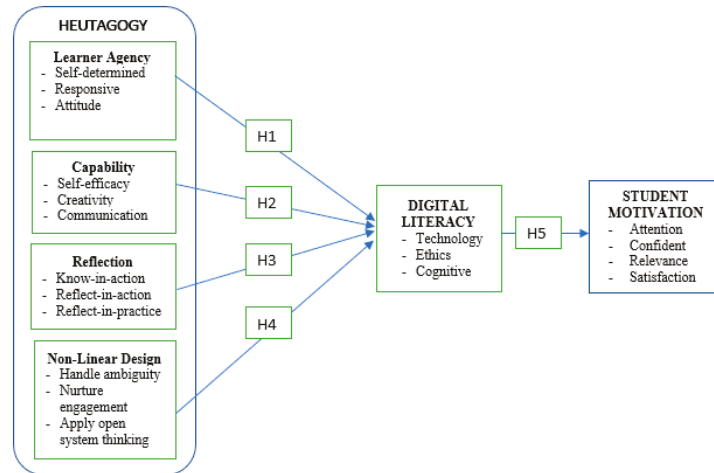 HEUTAGOGY
Learner Agency
- Self-determined
- Responsive
- Attitude
Capability
- Self-efficacy
- Creativity
- Communication
Reflection
- Know-in-action
- Reflect-in-action
- Reflect-in-practice
Non-Linear Design
- Handle ambiguity
- Nurture
engagement
- Apply open
system thinking
H1
H2
H3
H4
DIGITAL
LITERACY
- Technology
- Ethics
- Cognitive
H5
STUDENT
MOTIVATION
- Attention
- Confident
- Relevance
- Satisfaction